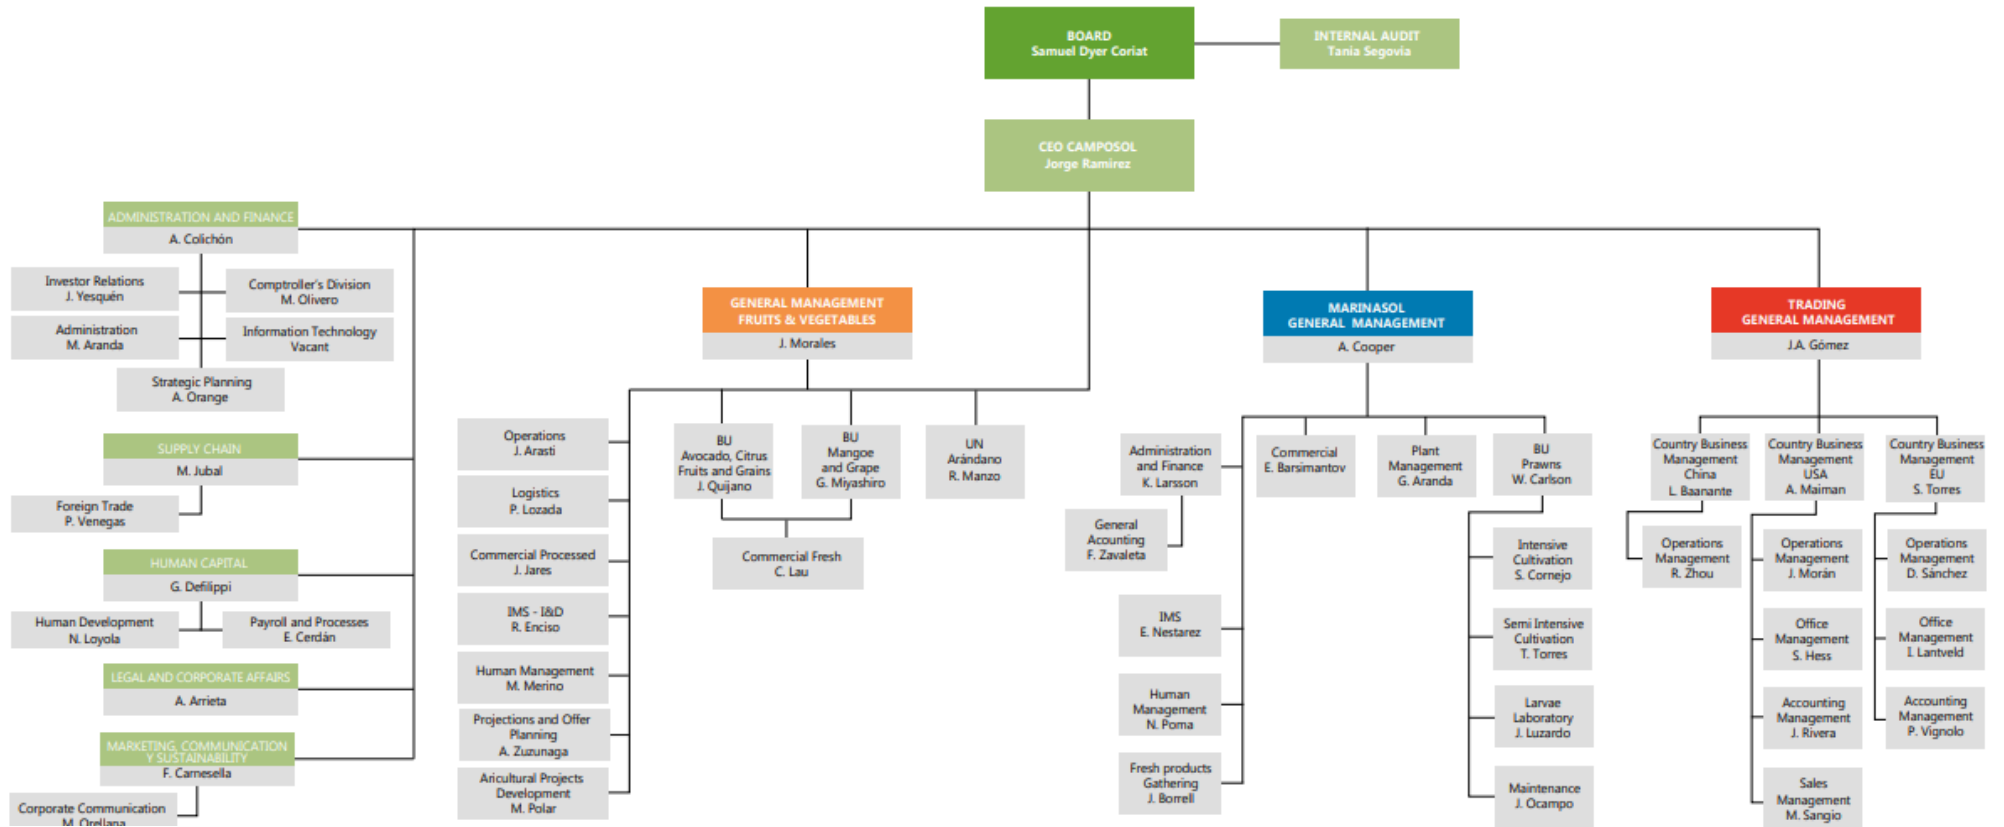 BOARD
Samuel Dyer Coriat
INTERNAL AUDIT
Tania Segovia
CEO CAMPOSOL
Jorge Ramirez
ADMINISTRATION AND FINANCE
A. Colichón
Investor Relations
J. Yesquén
Comptroller's Division
M. Olivero
Administration
M. Aranda
Information Technology
Vacant
Strategic Planning
A. Orange
SUPPLY CHAIN
M. Jubal
Foreign Trade
P. Venegas
HUMAN CAPITAL
G. Defilippi
Human Development
N. Loyola
Payroll and Processes
E. Cerdán
LEGAL AND CORPORATE AFFAIRS
A. Arrieta
MARKETING, COMMUNICATION
Y SUSTAINABILITY
F. Carnesella
Corporate Communication
M. Orellana
GENERAL MANAGEMENT
FRUITS & VEGETABLES
J. Morales
Operations
J. Arasti
Logistics
P. Lozada
Commercial Processed
J. Jares
IMS - I&D
R. Enciso
Human Management
M. Merino
Projections and Offer
Planning
A. Zuzunaga
Aricultural Projects
Development
M. Polar
BU
Avocado, Citrus
Fruits and Grains
J. Quijano
BU
Mangoe
and Grape
G. Miyashiro
UN
Arándano
R. Manzo
Commercial Fresh
C. Lau
MARINASOL
GENERAL MANAGEMENT
A. Cooper
Administration
and Finance
K. Larsson
General
Acounting
F. Zavaleta
IMS
E. Nestarez
Human
Management
N. Poma
Fresh products
Gathering
J. Borrell
Commercial
E. Barsimantov
Plant
Management
G. Aranda
BU
Prawns
W. Carlson
Intensive
Cultivation
S. Cornejo
Semi Intensive
Cultivation
T. Torres
Larvae
Laboratory
J. Luzardo
Maintenance
J. Ocampo
TRADING
GENERAL MANAGEMENT
J.A. Gómez
Country Business
Management
China
L. Baanante
Operations
Management
R. Zhou
Country Business
Management
USA
A. Maiman
Operations
Management
J. Morán
Office
Management
S. Hess
Accounting
Management
J. Rivera
Sales
Management
M. Sangio
Country Business
Management
EU
S. Torres
Operations
Management
D. Sánchez
Office
Management
I. Lantveld
Accounting
Management
P. Vignolo